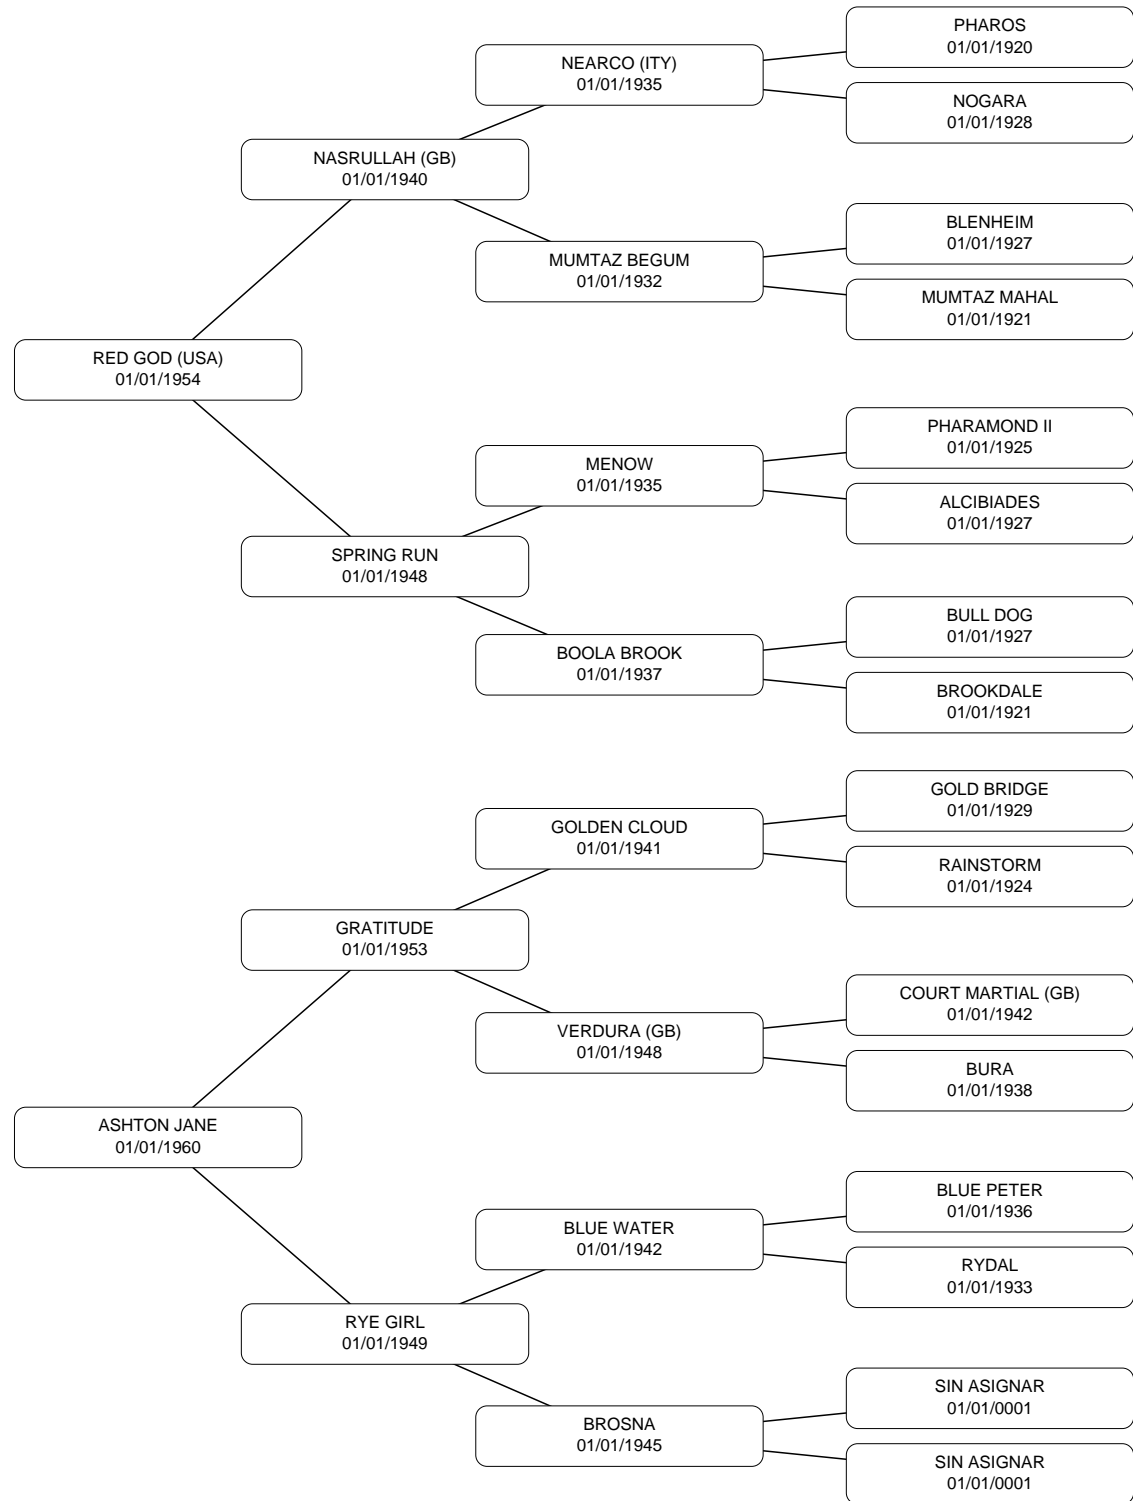 PHAROS
01/01/1920
NEARCO (ITY)
01/01/1935
NOGARA
01/01/1928
NASRULLAH (GB)
01/01/1940
BLENHEIM
01/01/1927
MUMTAZ BEGUM
01/01/1932
MUMTAZ MAHAL
01/01/1921
RED GOD (USA)
01/01/1954
PHARAMOND II
01/01/1925
MENOW
01/01/1935
ALCIBIADES
01/01/1927
SPRING RUN
01/01/1948
BULL DOG
01/01/1927
BOOLA BROOK
01/01/1937
BROOKDALE
01/01/1921
GOLD BRIDGE
01/01/1929
GOLDEN CLOUD
01/01/1941
RAINSTORM
01/01/1924
GRATITUDE
01/01/1953
COURT MARTIAL (GB)
01/01/1942
VERDURA (GB)
01/01/1948
BURA
01/01/1938
ASHTON JANE
01/01/1960
BLUE PETER
01/01/1936
BLUE WATER
01/01/1942
RYDAL
01/01/1933
RYE GIRL
01/01/1949
SIN ASIGNAR
01/01/0001
BROSNA
01/01/1945
SIN ASIGNAR
01/01/0001